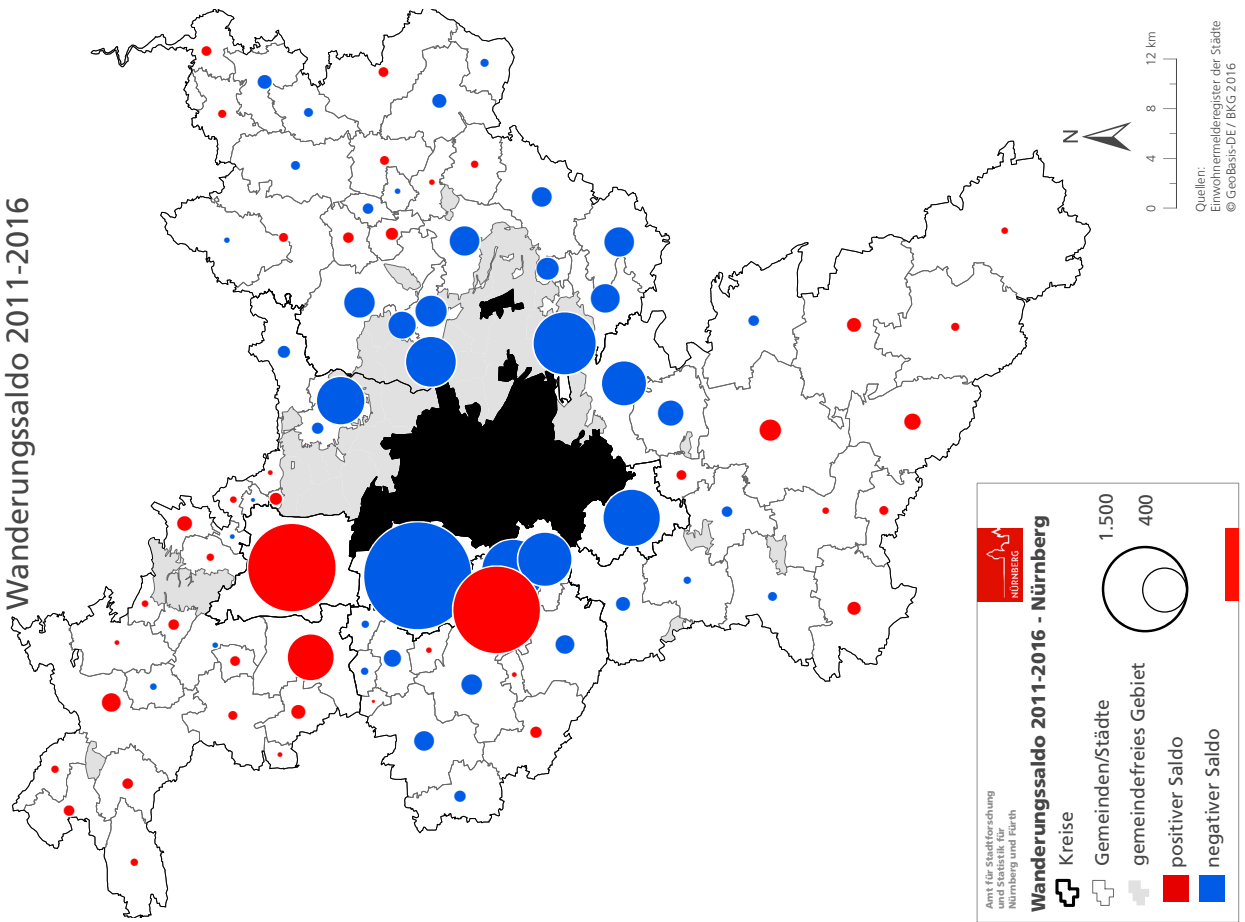 Wanderungssaldo 2011-2016
N
0 4 8 12 km
Quellen:
Einwohnermelderegister der Städte
© GeoBasis-DE / BKG 2016
Amt für Stadtforschung
und Statistik für
Nürnberg und Fürth
NÜRNBERG
Wanderungssaldo 2011-2016 - Nürnberg
Kreise
Gemeinden/Städte
gemeindefreies Gebiet
positiver Saldo
negativer Saldo
1.500
400